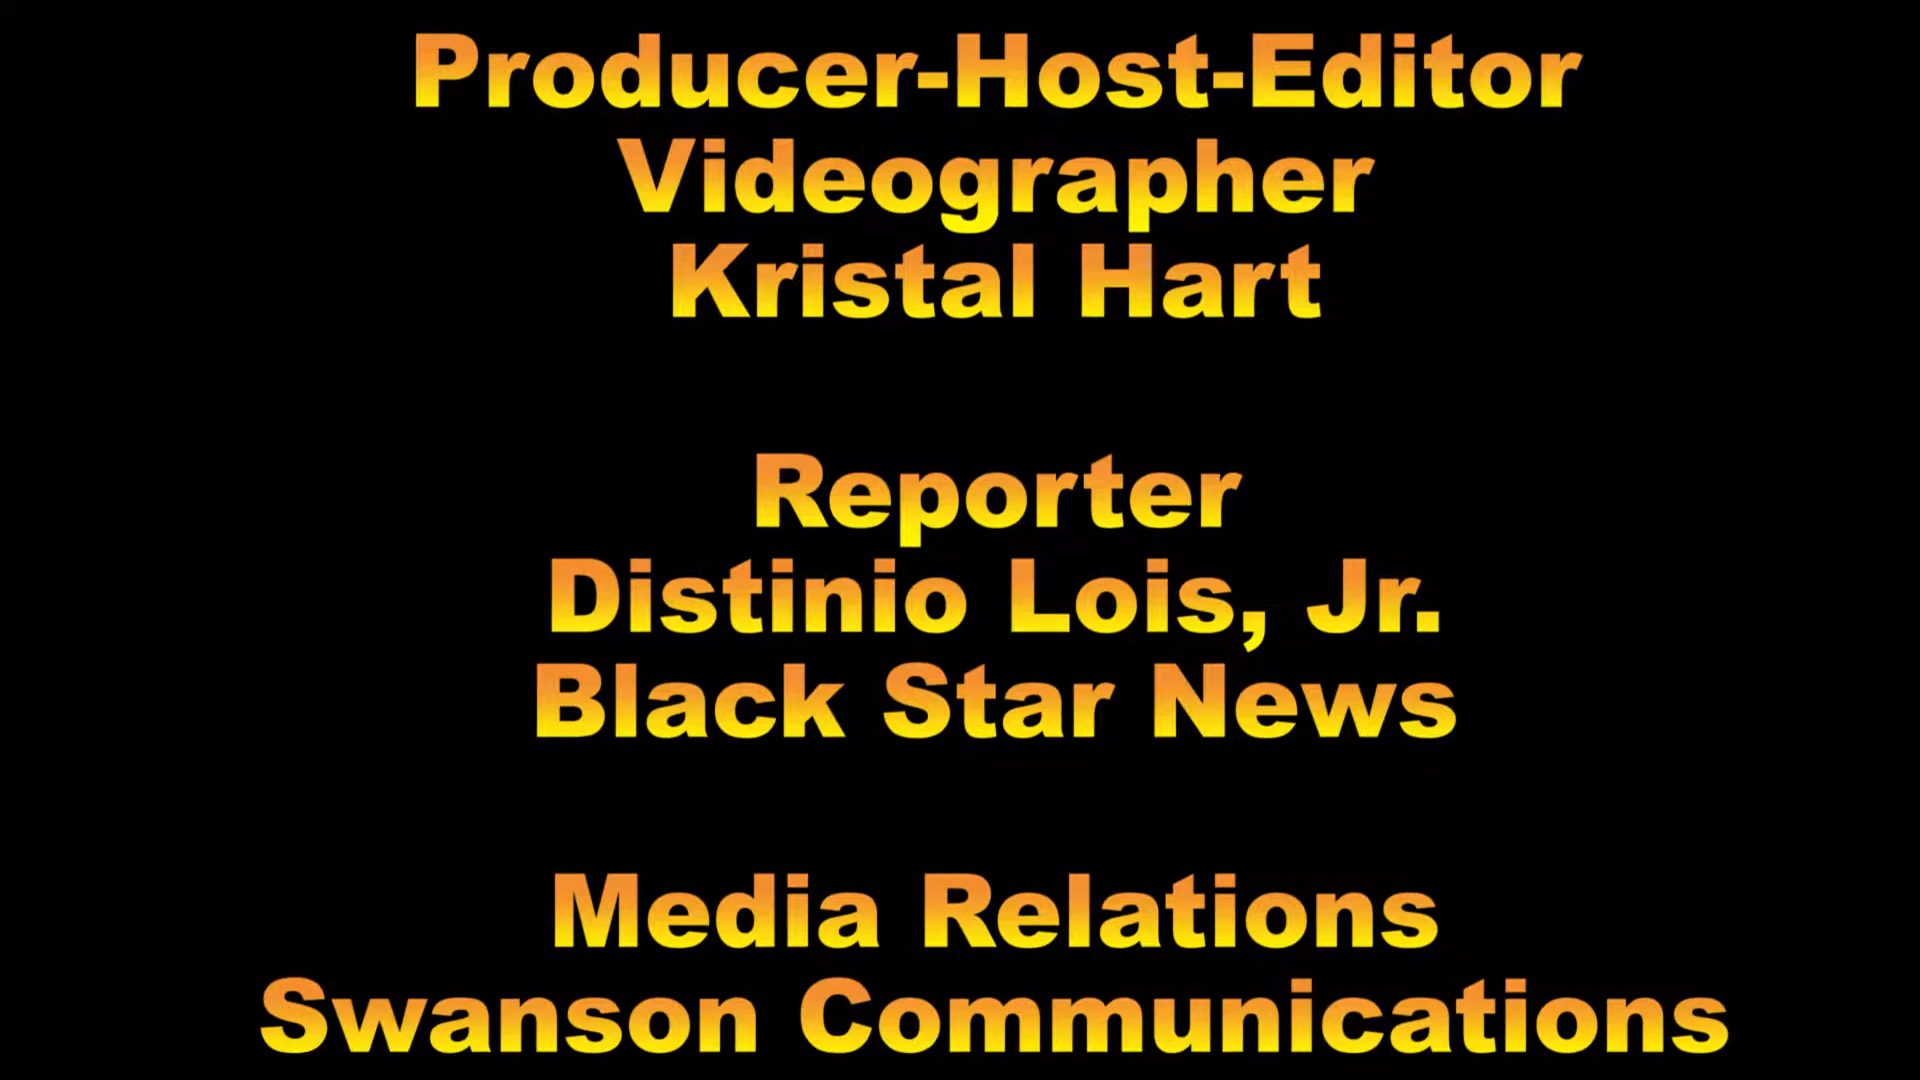 Producer-Host-Editor
Videographer
Kristal Hart
Reporter
Distinio Lois, Jr.
Black Star News
Media Relations
Swanson Communications